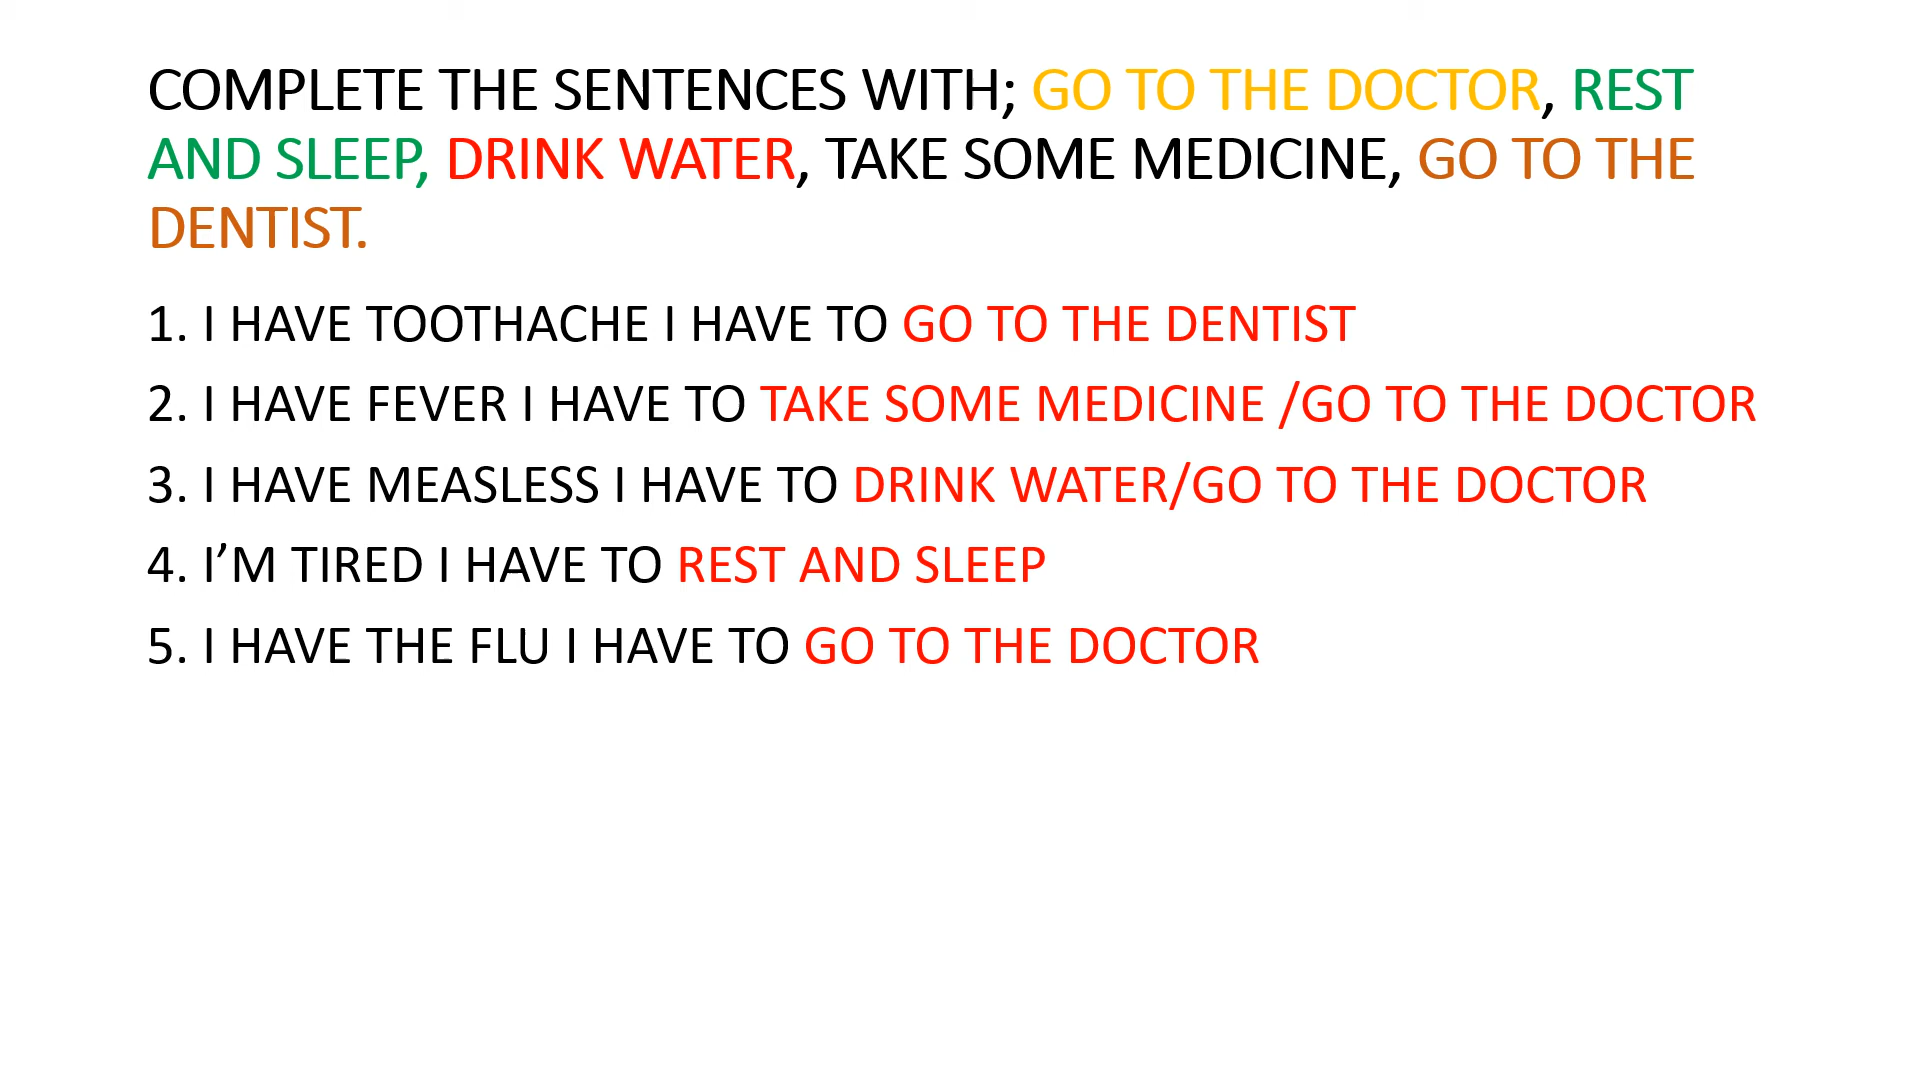 COMPLETE THE SENTENCES WITH; GO TO THE DOCTOR, REST
AND SLEEP, DRINK WATER, TAKE SOME MEDICINE, GO TO THE
DENTIST.
1. I HAVE TOOTHACHE I HAVE TO GO TO THE DENTIST
2. I HAVE FEVER I HAVE TO TAKE SOME MEDICINE /GO TO THE DOCTOR
3. I HAVE MEASLESS I HAVE TO DRINK WATER/GO TO THE DOCTOR
4. I’M TIRED I HAVE TO REST AND SLEEP
5. I HAVE THE FLU I HAVE TO GO TO THE DOCTOR